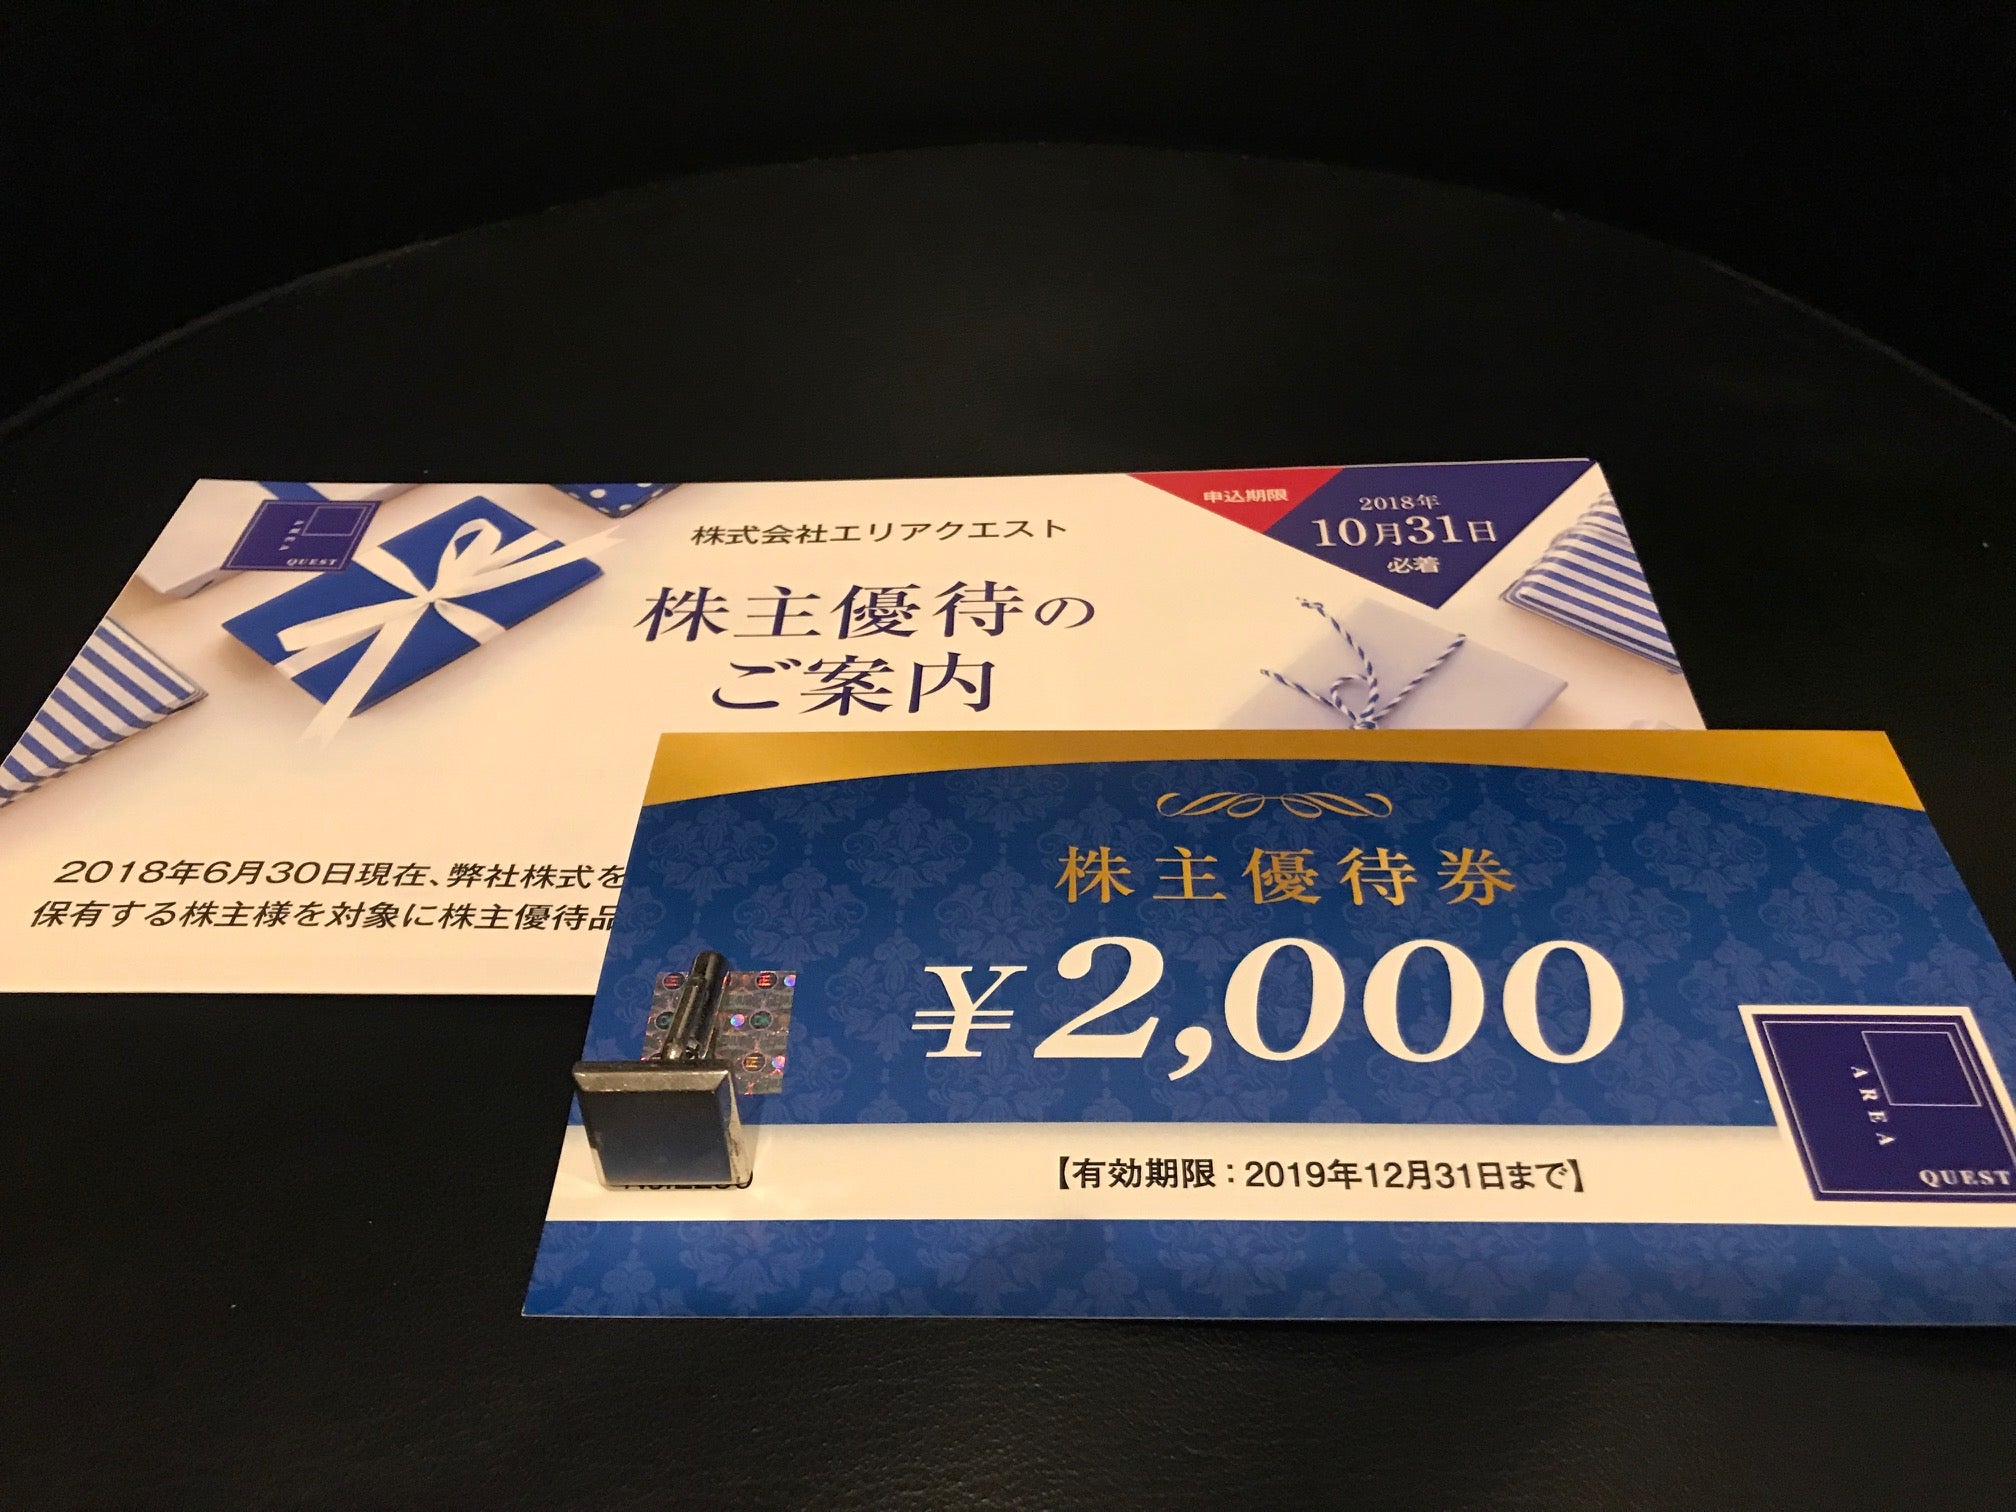 AREA
QUEST
株式会社エリアクエスト
申込期限
2018年
10月31日
必着
株主優待の
ご案内
2018年6月30日現在、弊社株式を
保有する株主様を対象に株主優待品
株主優待券
¥2,000
【有効期限：2019年12月31日まで】
AREA
QUEST